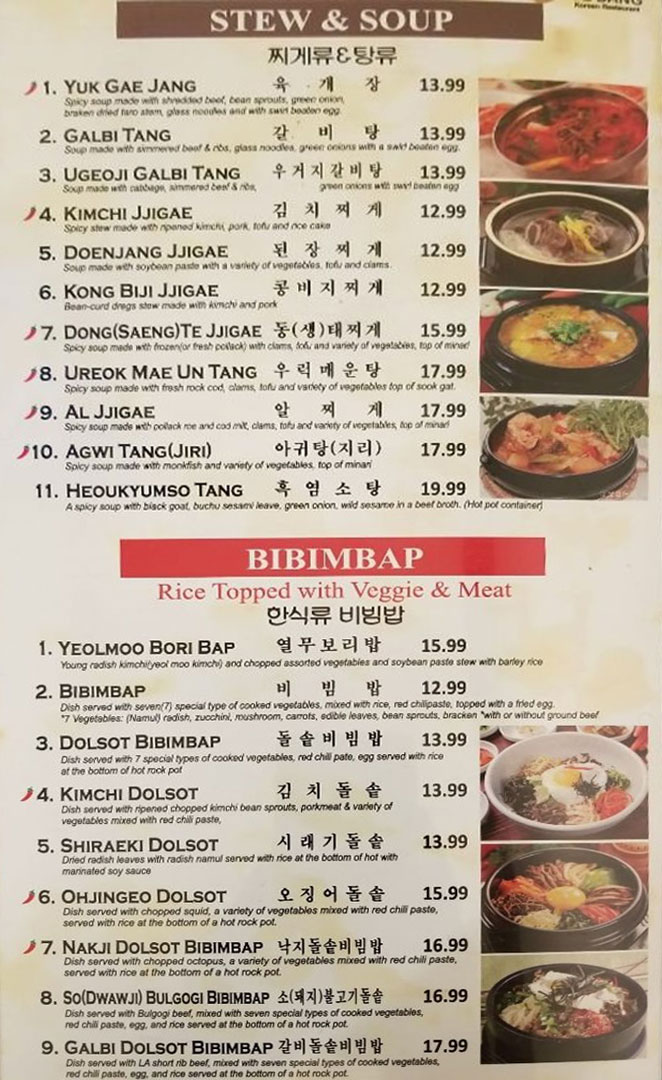 Korean Restaurant
STEW & SOUP
찌게류&탕류
1. YUK GAE JANG 육 개 장 13.99
Spicy soup made with shredded beef, bean sprouts, green onion,
braken dried taro stem, glass noodles and with swirl beaten egg.
2. GALBI TANG 갈 비 탕 13.99
Soup made with simmered beef & ribs, glass noodles, green onions with a swirl beaten egg.
3. UGEOJI GALBI TANG 우거지갈비탕 13.99
Soup made with cabbage, simmered beef & ribs, green onions with swirl beaten egg
4. KIMCHI JJIGAE 김 치 찌 게 12.99
Spicy stew made with ripened kimchi, pork, tofu and rice cake
5. DOENJANG JJIGAE 된 장 찌 게 12.99
Soup made with soybean paste with a variety of vegetables, tofu and clams.
6. KONG BIJI JJIGAE 콩비지찌게 12.99
Bean-curd dregs stew made with kimchi and pork
7. DONG(SAENG)TE JJIGAE 동(생)태찌게 15.99
Spicy soup made with frozen(or fresh pollack) with clams, tofu and variety of vegetables, top of minari
8. UREOK MAE UN TANG 우럭매운탕 17.99
Spicy soup made with fresh rock cod, clams, tofu and variety of vegetables top of sook gat.
9. AL JJIGAE 알 찌 게 17.99
Spicy soup made with pollack roe and cod milt, clams, tofu and variety of vegetables, top of minari
10. AGWI TANG(JIRI) 아귀탕(지리) 17.99
Spicy soup made with monkfish and variety of vegetables, top of minari
11. HEOUKYUMSO TANG 흑 염 소 탕 19.99
A spicy soup with black goat, buchu sesami leave, green onion, wild sesame in a beef broth. (Hot pot container)
BIBIMBAP
Rice Topped with Veggie & Meat
한식류 비빔밥
1. YEOLMOO BORI BAP 열무보리밥 15.99
Young radish kimchi(yeol moo kimchi) and chopped assorted vegetables and soybean paste stew with barley rice
2. BIBIMBAP 비 빔 밥 12.99
Dish served with seven(7) special type of cooked vegetables, mixed with rice, red chilipaste, topped with a fried egg.
*7 Vegetables: (Namul) radish, zucchini, moushroom, carrots, edible leaves, bean sprouts, bracken *with or without ground beef
3. DOLSOT BIBIMBAP 돌솥비빔밥 13.99
Dish served with 7 special types of cooked vegetables, red chili pate, egg served with rice
at the bottom of hot rock pot
4. KIMCHI DOLSOT 김 치 돌 솥 13.99
Dish served with ripened chopped kimchi bean sprouts, porkmeat & variety of
vegetables mixed with red chili paste,
5. SHIRAEKI DOLSOT 시래기돌솥 13.99
Dried radish leaves with radish namul served with rice at the bottom of hot with
marinated soy sauce
6. OHJINGEO DOLSOT 오징어돌솥 15.99
Dish served with chopped squid, a variety of vegetables mixed with red chili paste,
served with rice at the bottom of a hot rock pot.
7. NAKJI DOLSOT BIBIMBAP 낙지돌솥비빔밥 16.99
Dish served with chopped octopus, a variety of vegetables mixed with red chili paste,
served with rice at the bottom of a hot rock pot.
8. SO(DWAWJI) BULGOGI BIBIMBAP 소(돼지)불고기돌솥 16.99
Dish served with Bulgogi beef, mixed with seven special types of cooked vegetables,
red chili paste, egg, and rice served at the bottom of a hot rock pot.
9. GALBI DOLSOT BIBIMBAP 갈비돌솥비빔밥 17.99
Dish served with LA short rib beef, mixed with seven special types of cooked vegetables,
red chili paste, egg, and rice served at the bottom of a hot rock pot.